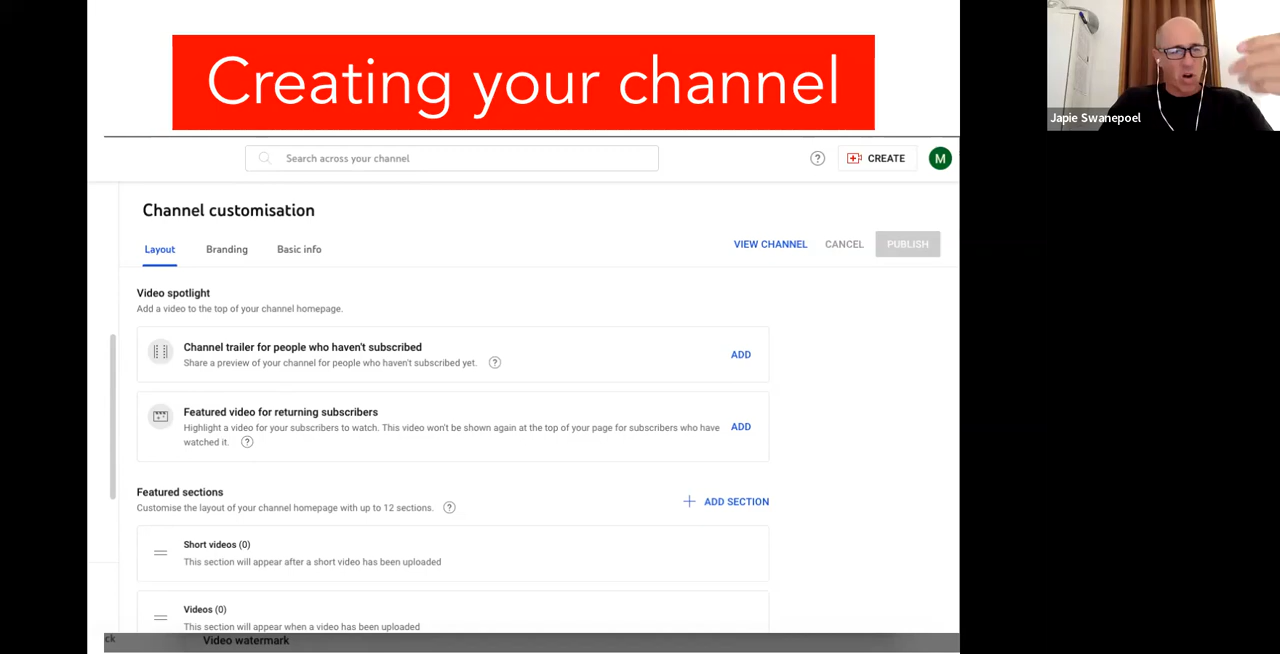 Creating your channel
Japie Swanepoel
Search across your channel
?
CREATE
M
Channel customisation
Layout
Branding
Basic info
VIEW CHANNEL
CANCEL
PUBLISH
Video spotlight
Add a video to the top of your channel homepage.
Channel trailer for people who haven't subscribed
Share a preview of your channel for people who haven't subscribed yet. ?
ADD
Featured video for returning subscribers
Highlight a video for your subscribers to watch. This video won't be shown again at the top of your page for subscribers who have
watched it. ?
ADD
Featured sections
Customise the layout of your channel homepage with up to 12 sections. ?
+ ADD SECTION
Short videos (0)
This section will appear after a short video has been uploaded
Videos (0)
This section will appear when a video has been uploaded
ck
Video watermark